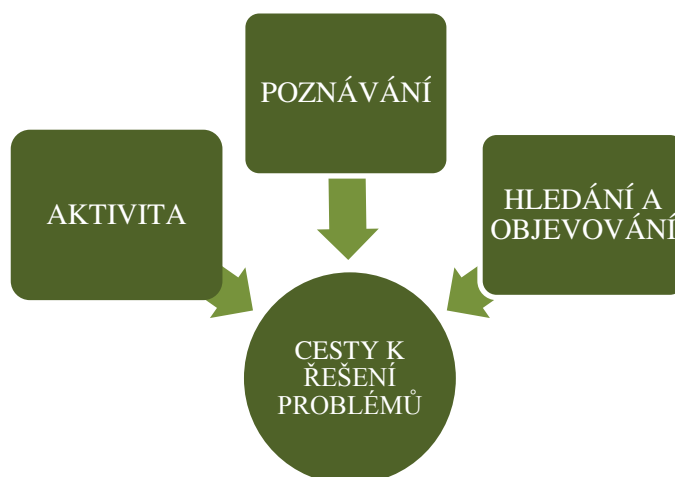 POZNÁVÁNÍ
AKTIVITA
HLEDÁNÍ A
OBJEVOVÁNÍ
CESTY K
ŘEŠENÍ
PROBLÉMŮ